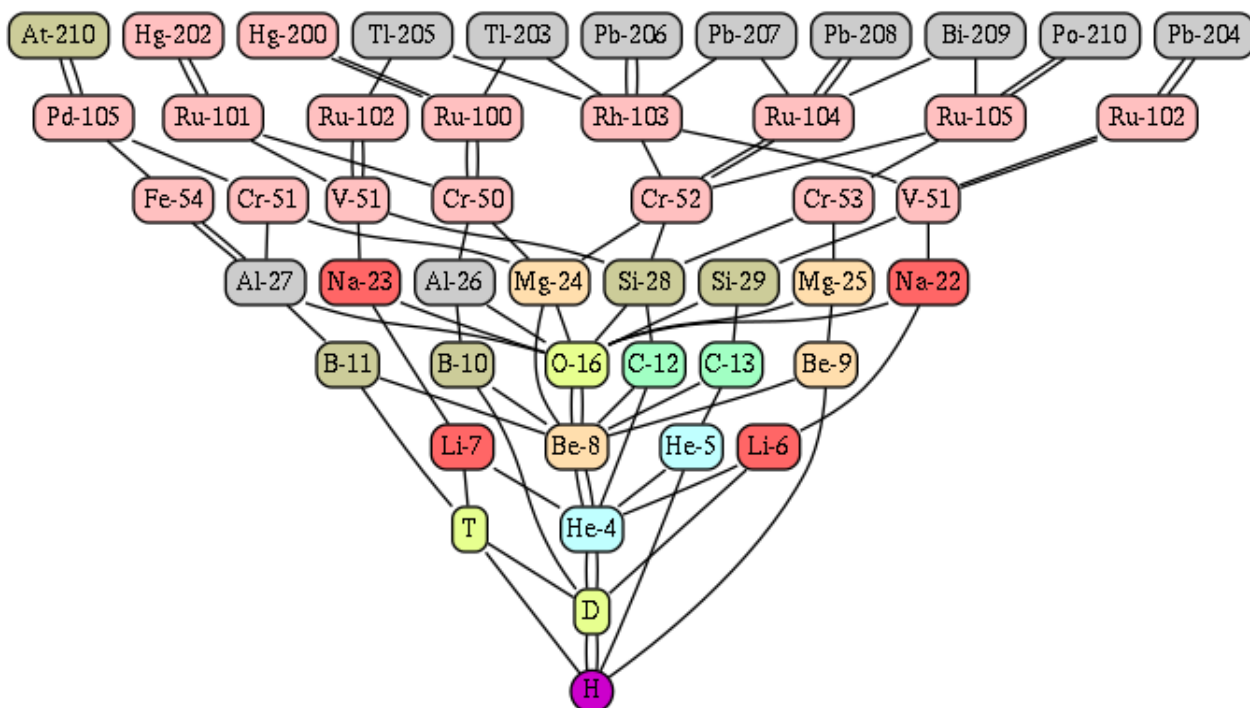 At-210 Hg-202 Hg-200 Tl-205 Tl-203 Pb-206 Pb-207 Pb-208 Bi-209 Po-210 Pb-204
Pd-105 Ru-101 Ru-102 Ru-100 Rh-103 Ru-104 Ru-105 Ru-102
Fe-54 Cr-51 V-51 Cr-50 Cr-52 Cr-53 V-51
Al-27 Na-23 Al-26 Mg-24 Si-28 Si-29 Mg-25 Na-22
B-11 B-10 O-16 C-12 C-13 Be-9
Li-7 Be-8 He-5 Li-6
T He-4
D
H